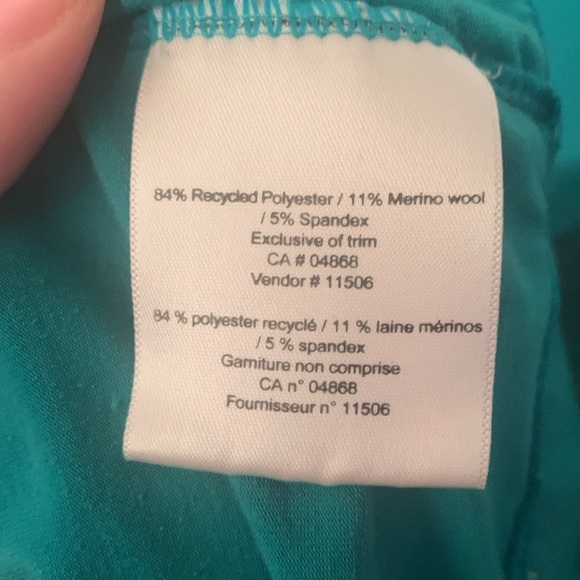 84% Recycled Polyester / 11% Merino wool
/ 5% Spandex
Exclusive of trim
CA # 04868
Vendor # 11506
84 % polyester recyclé / 11 % laine mérinos
/ 5 % spandex
Garniture non comprise
CA n° 04868
Fournisseur n° 11506